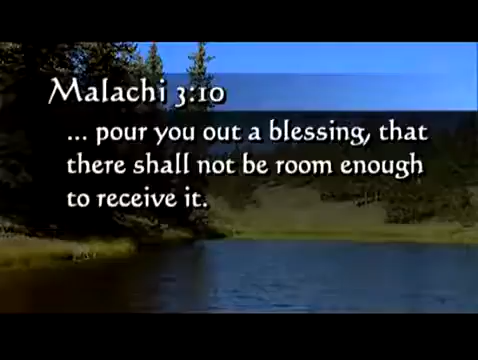 Malachi 3:10
... pour you out a blessing, that
there shall not be room enough
to receive it.